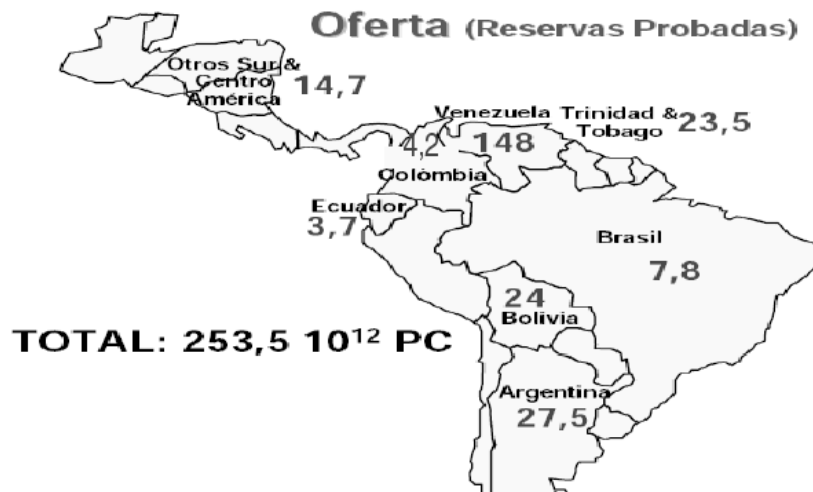 Oferta (Reservas Probadas)
Otros Sur &
Centro
América
14,7
Venezuela
148
Trinidad &
Tobago
23,5
4,2
Colômbia
Ecuador
3,7
Brasil
7,8
24
Bolivia
TOTAL: 253,5 10¹² PC
Argentina
27,5